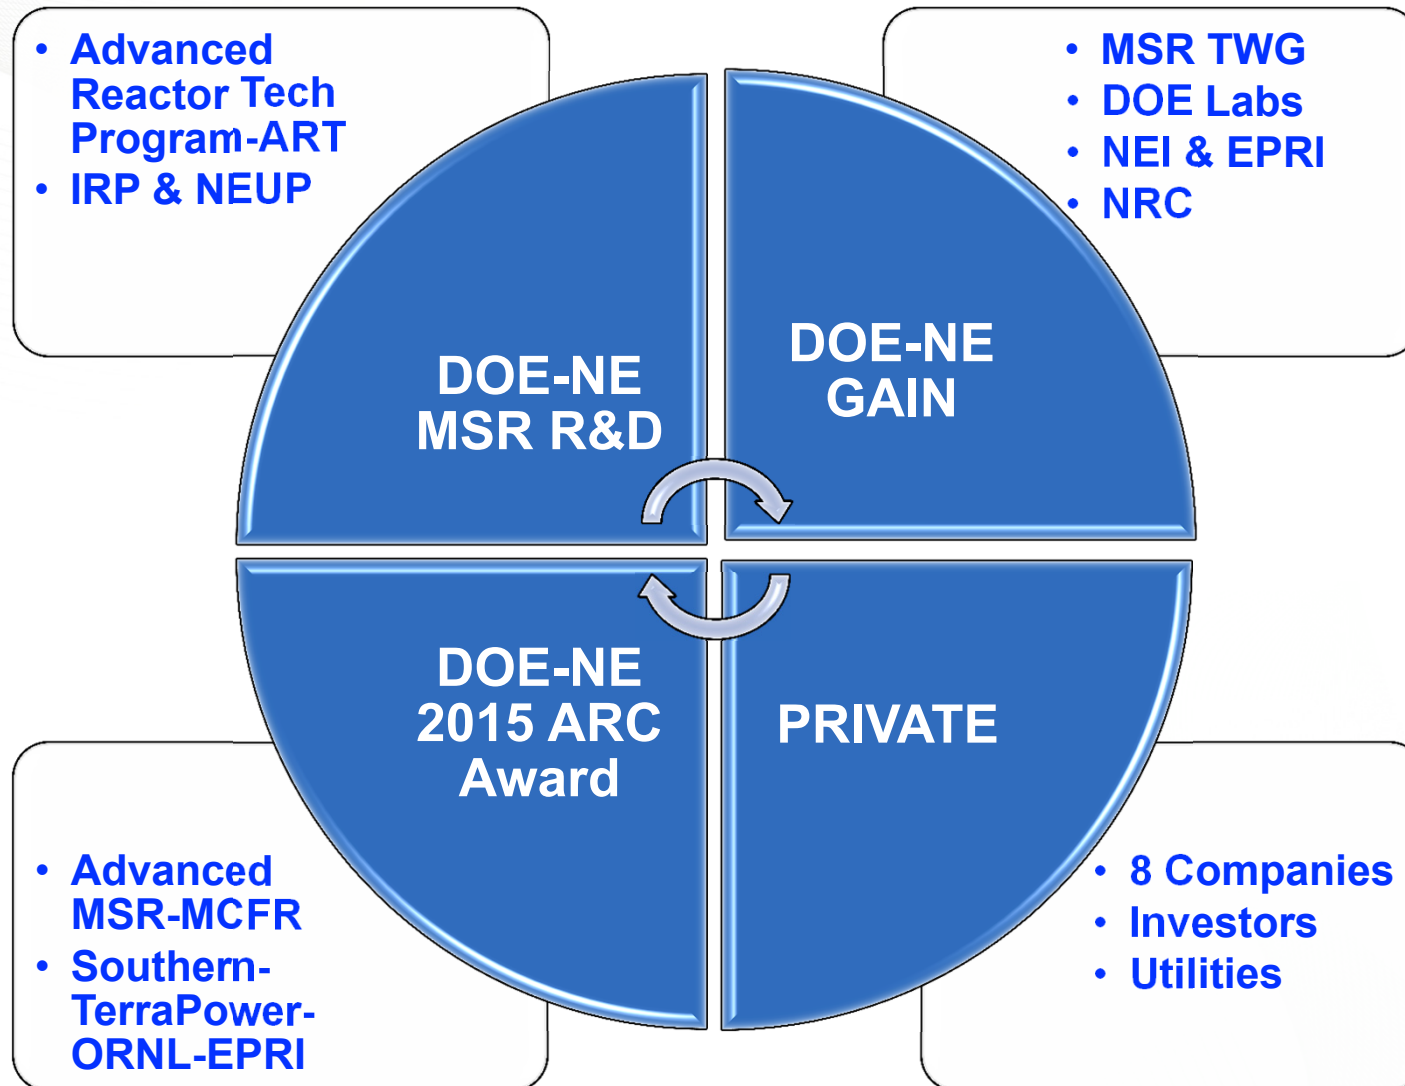 • Advanced
Reactor Tech
Program-ART
• IRP & NEUP
• MSR TWG
• DOE Labs
• NEI & EPRI
• NRC
DOE-NE
MSR R&D
DOE-NE
GAIN
DOE-NE
2015 ARC
Award
PRIVATE
• Advanced
MSR-MCFR
• Southern-
TerraPower-
ORNL-EPRI
• 8 Companies
• Investors
• Utilities